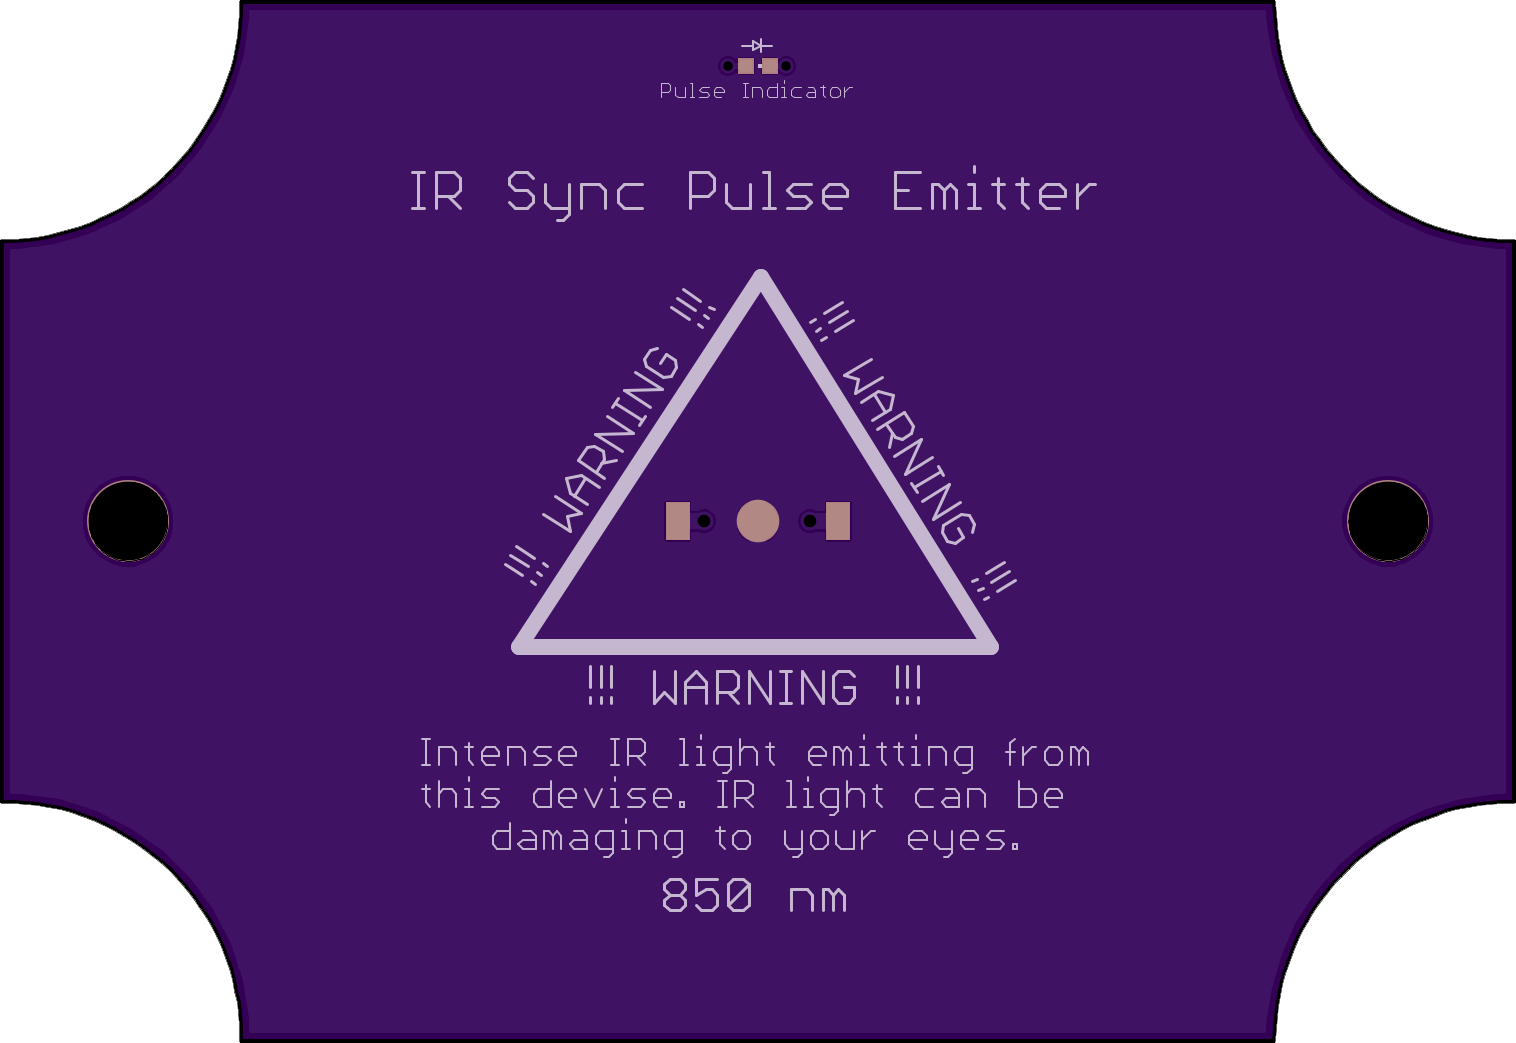 Pulse Indicator
IR Sync Pulse Emitter
!!! WARNING !!!
!!! WARNING !!!
!!! WARNING !!!
Intense IR light emitting from
this devise. IR light can be
damaging to your eyes.
850 nm